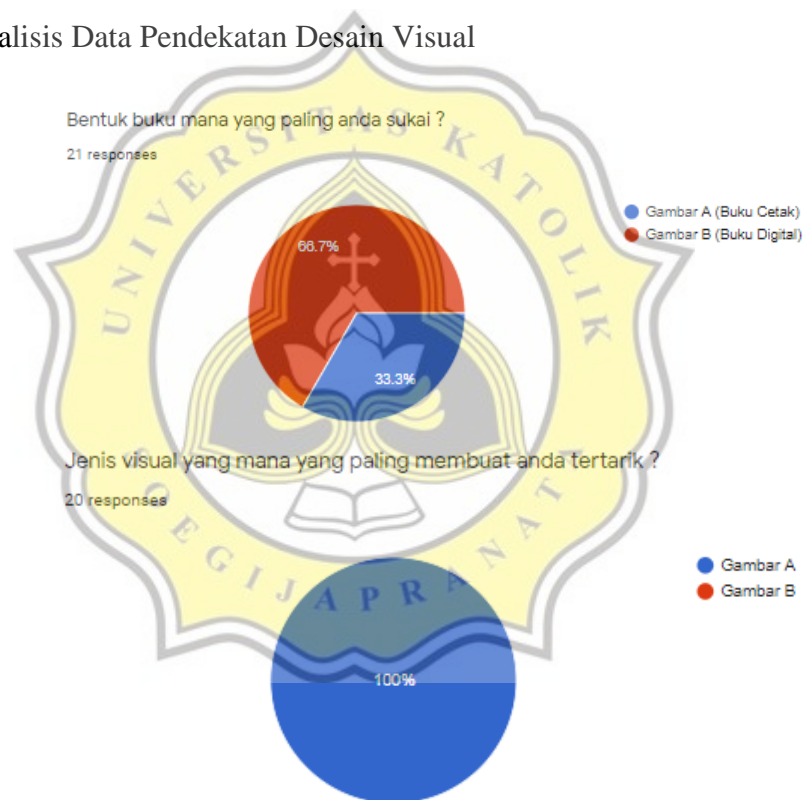 alisis Data Pendekatan Desain Visual
Bentuk buku mana yang paling anda sukai ?
21 responses
Gambar A (Buku Cetak)
Gambar B (Buku Digital)
66.7%
33.3%
UNIVERSITAS KATOLIK
Jenis visual yang mana yang paling membuat anda tertarik ?
20 responses
SOEGIJAPRANATA
Gambar A
Gambar B
100%